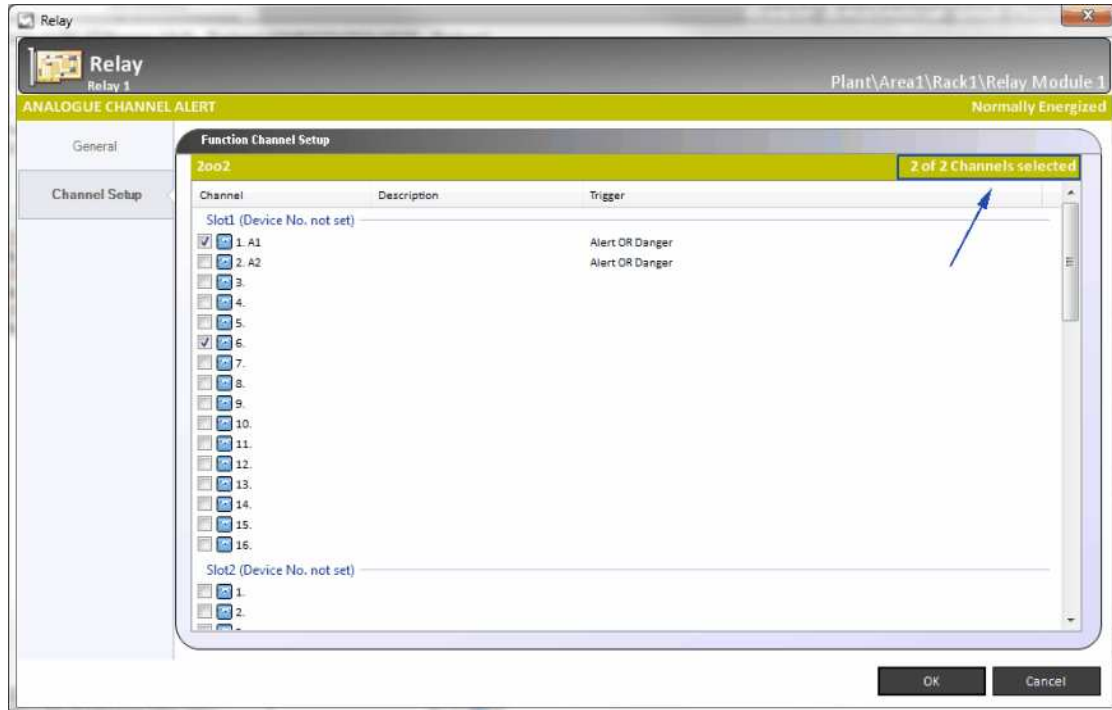 Relay
Relay
Relay 1
Plant\Area1\Rack1\Relay Module 1
ANALOGUE CHANNEL ALERT Normally Energized
General
Channel Setup
Function Channel Setup
2oo2 2 of 2 Channels selected
Channel Description Trigger
Slot1 (Device No. not set)
1. A1 Alert OR Danger
2. A2 Alert OR Danger
3.
4.
5.
6.
7.
8.
9.
10.
11.
12.
13.
14.
15.
16.
Slot2 (Device No. not set)
1.
2.
OK Cancel